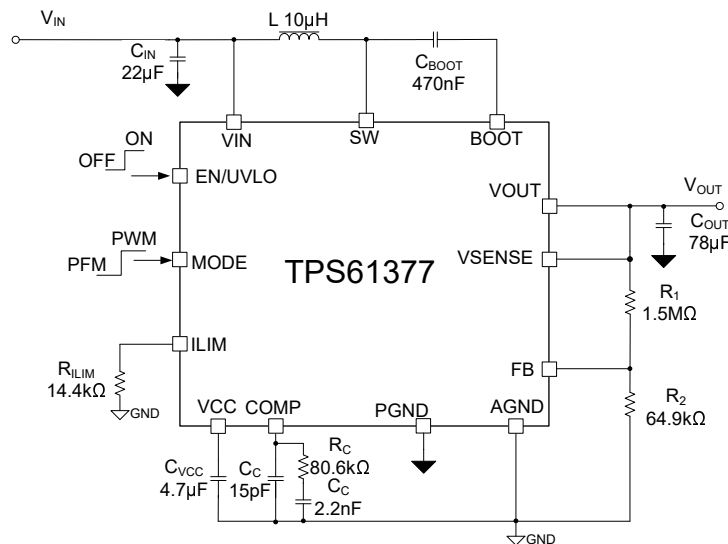 VIN
L 10µH
CIN
22µF
CBOOT
470nF
VIN
SW
BOOT
ON
OFF
EN/UVLO
VOUT
VOUT
COUT
78µF
PWM
PFM
MODE
TPS61377
VSENSE
R1
1.5MΩ
ILIM
RILIM
14.4kΩ
GND
FB
R2
64.9kΩ
VCC
COMP
PGND
AGND
CVCC
4.7µF
CC
15pF
RC
80.6kΩ
CC
2.2nF
GND